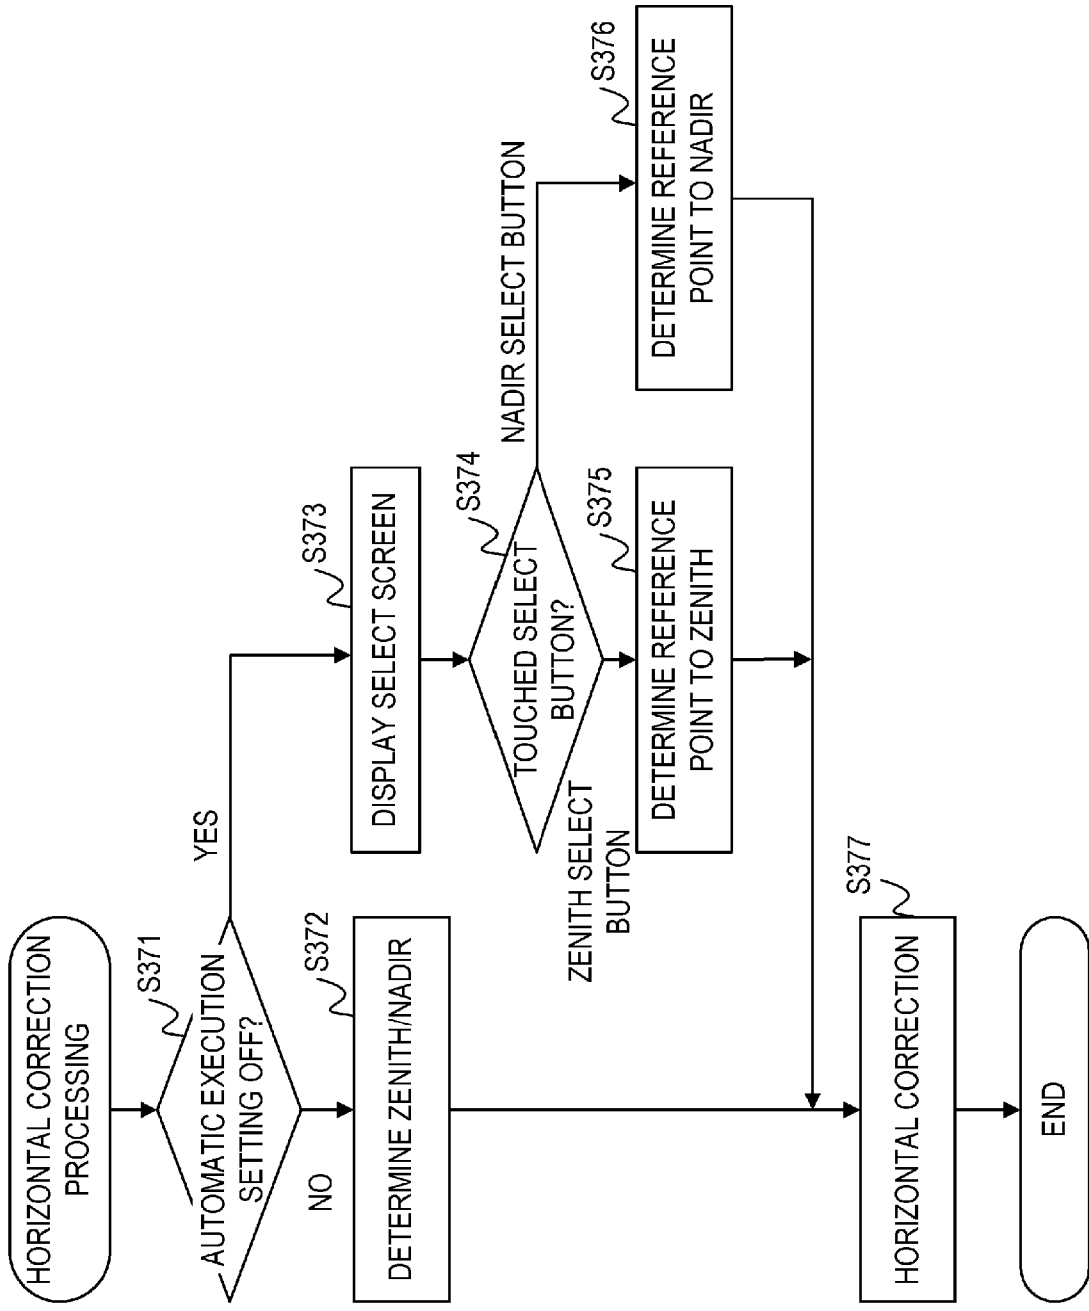 HORIZONTAL CORRECTION
PROCESSING
S371
AUTOMATIC EXECUTION
SETTING OFF?
YES
NO
S372
DETERMINE ZENITH/NADIR
S373
DISPLAY SELECT SCREEN
S374
TOUCHED SELECT
BUTTON?
NADIR SELECT BUTTON
ZENITH SELECT
BUTTON
S375
DETERMINE REFERENCE
POINT TO ZENITH
S376
DETERMINE REFERENCE
POINT TO NADIR
S377
HORIZONTAL CORRECTION
END